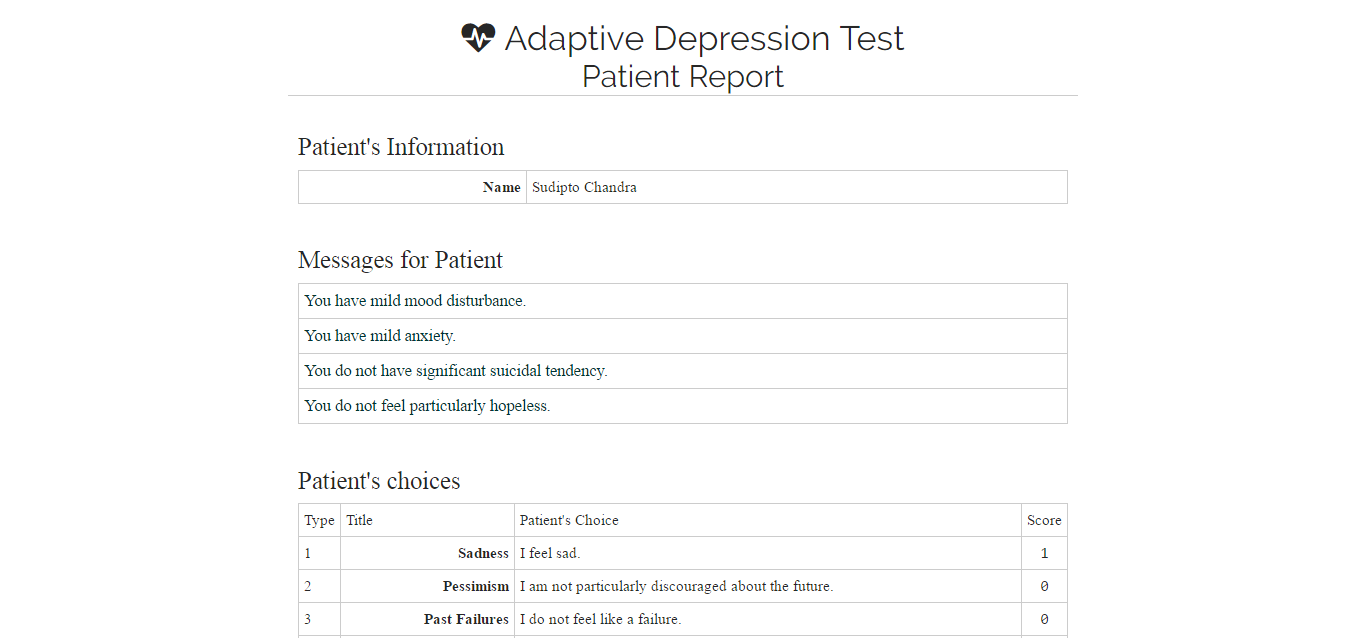 Adaptive Depression Test
Patient Report
Patient's Information
Name Sudipto Chandra
Messages for Patient
You have mild mood disturbance.
You have mild anxiety.
You do not have significant suicidal tendency.
You do not feel particularly hopeless.
Patient's choices
Type Title Patient's Choice Score
1 Sadness I feel sad. 1
2 Pessimism I am not particularly discouraged about the future. 0
3 Past Failures I do not feel like a failure. 0